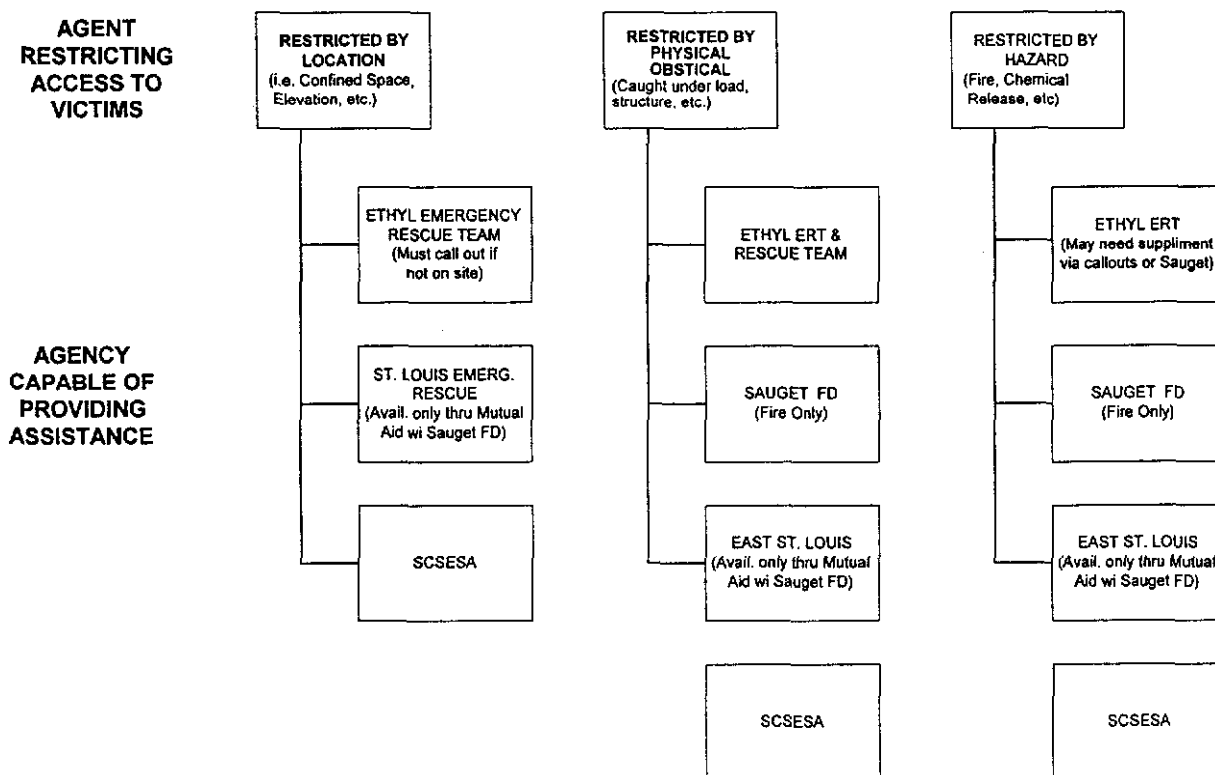 AGENT
RESTRICTING
ACCESS TO
VICTIMS
RESTRICTED BY
LOCATION
(i.e. Confined Space,
Elevation, etc.)
RESTRICTED BY
PHYSICAL
OBSTICAL
(Caught under load,
structure, etc.)
RESTRICTED BY
HAZARD
(Fire, Chemical
Release, etc)
AGENCY
CAPABLE OF
PROVIDING
ASSISTANCE
ETHYL EMERGENCY
RESCUE TEAM
(Must call out if
not on site)
ST. LOUIS EMERG.
RESCUE
(Avail. only thru Mutual
Aid wi Sauget FD)
SCSESA
ETHYL ERT &
RESCUE TEAM
SAUGET FD
(Fire Only)
EAST ST. LOUIS
(Avail. only thru Mutual
Aid wi Sauget FD)
SCSESA
ETHYL ERT
(May need suppliment
via callouts or Sauget)
SAUGET FD
(Fire Only)
EAST ST. LOUIS
(Avail. only thru Mutual
Aid wi Sauget FD)
SCSESA